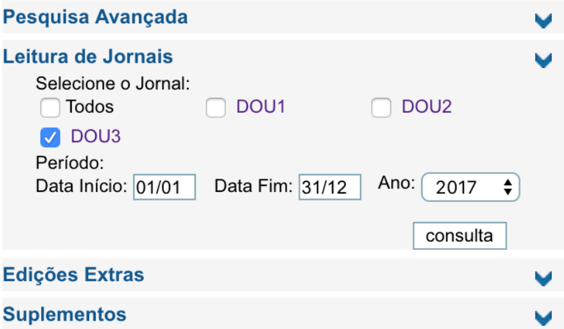 Pesquisa Avançada
Leitura de Jornais
Selecione o Jornal:
Todos DOU1 DOU2
DOU3
Período:
Data Início: 01/01 Data Fim: 31/12 Ano: 2017
consulta
Edições Extras
Suplementos